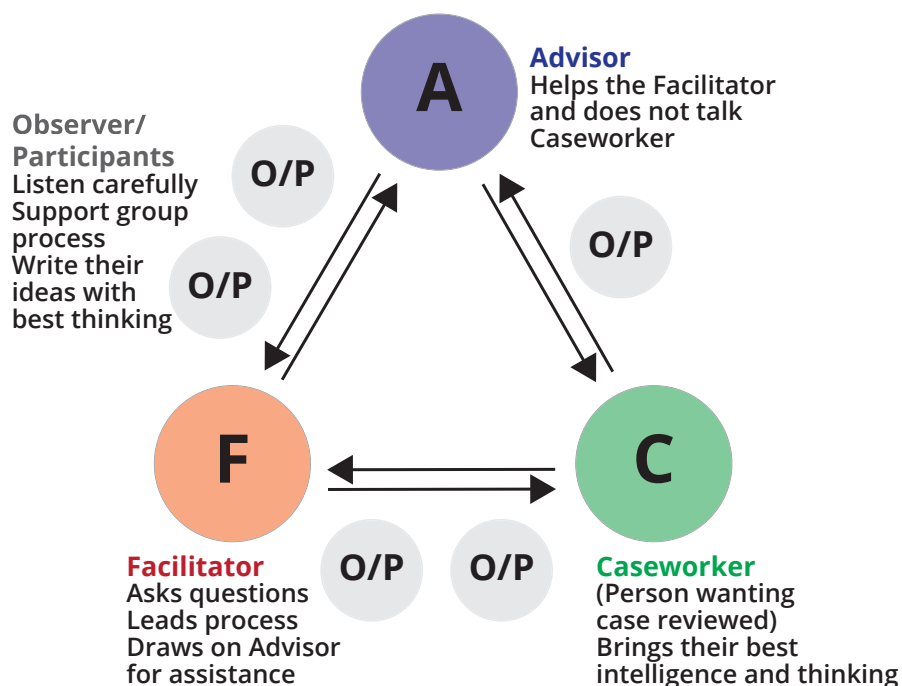 A
Advisor
Helps the Facilitator
and does not talk
Caseworker
Observer/
Participants
Listen carefully
Support group
process
Write their
ideas with
best thinking
O/P
O/P
O/P
F
C
O/P
O/P
Facilitator
Asks questions
Leads process
Draws on Advisor
for assistance
Caseworker
(Person wanting
case reviewed)
Brings their best
intelligence and thinking